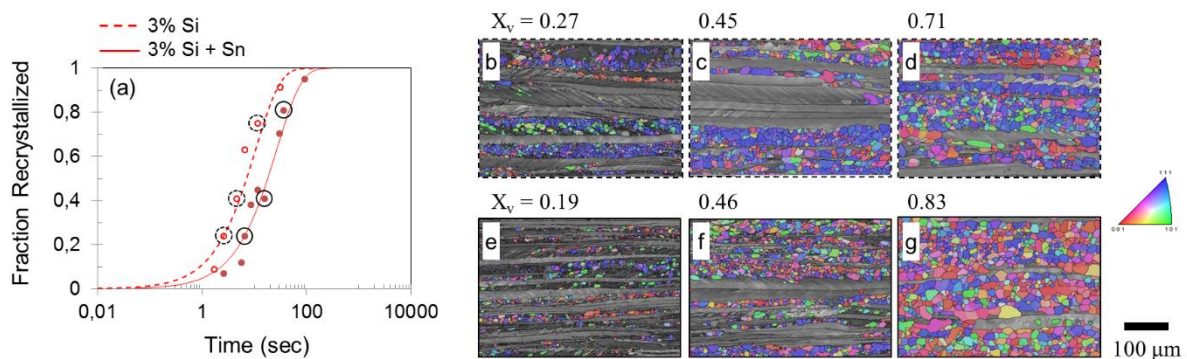 3% Si
3% Si + Sn
X_v = 0.27
0.45
0.71
(a)
b
c
d
Fraction Recrystallized
1
0.8
0.6
0.4
0,2
0
0,01
1
100
10000
Time (sec)
X_v = 0.19
0.46
0.83
e
f
g
111
001
101
100 μm